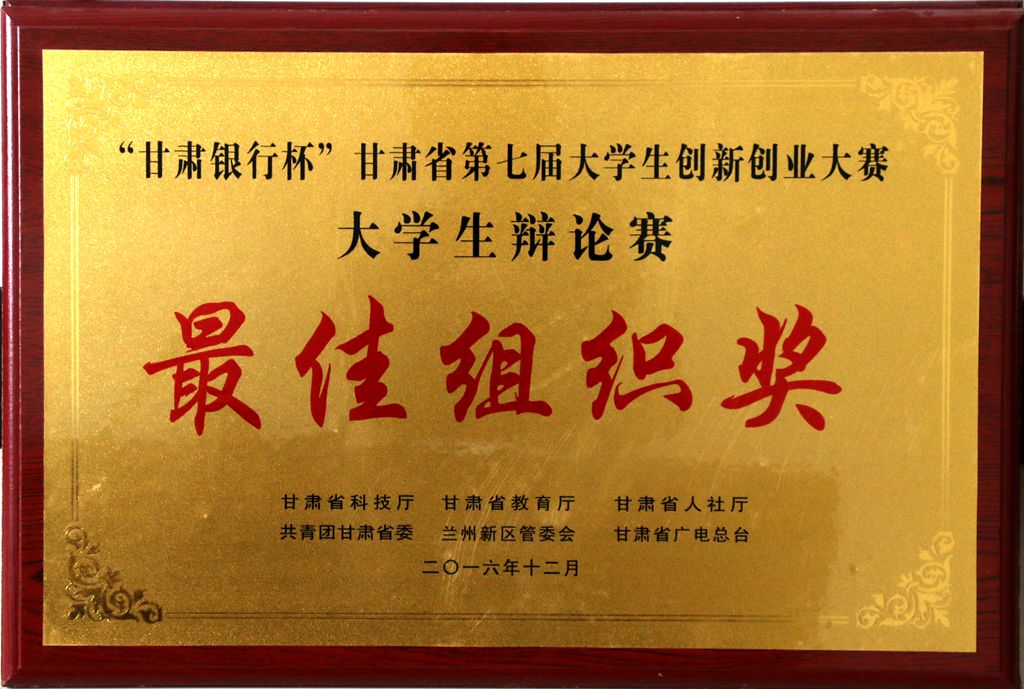 “甘肃银行杯”甘肃省第七届大学生创新创业大赛
大学生辩论赛
最佳组织奖
甘肃省科技厅 甘肃省教育厅 甘肃省人社厅
共青团甘肃省委 兰州新区管委会 甘肃省广电总台
二〇一六年十二月